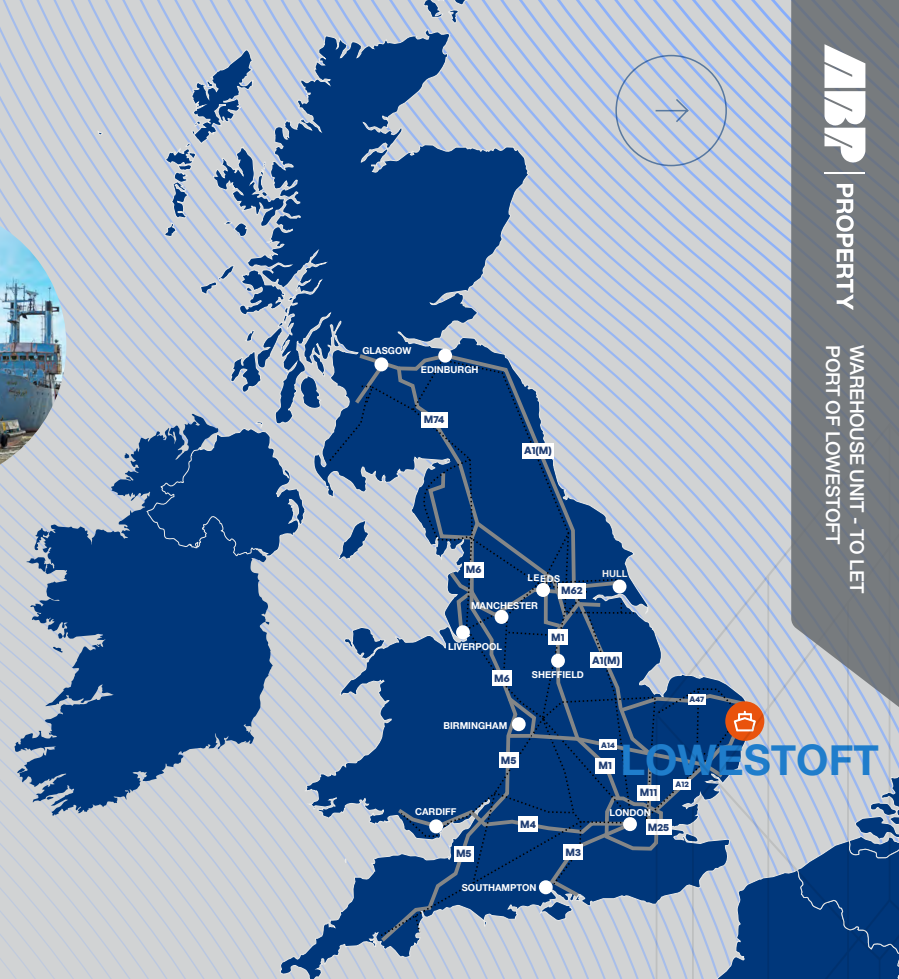 ABP
PROPERTY
WAREHOUSE UNIT - TO LET
PORT OF LOWESTOFT
GLASGOW
EDINBURGH
M74
A1(M)
M6
LEEDS
M62
HULL
MANCHESTER
LIVERPOOL
M1
A1(M)
SHEFFIELD
M6
A47
BIRMINGHAM
A14
LOWESTOFT
M5
M1
A12
M11
CARDIFF
LONDON
M4
M25
M5
M3
SOUTHAMPTON